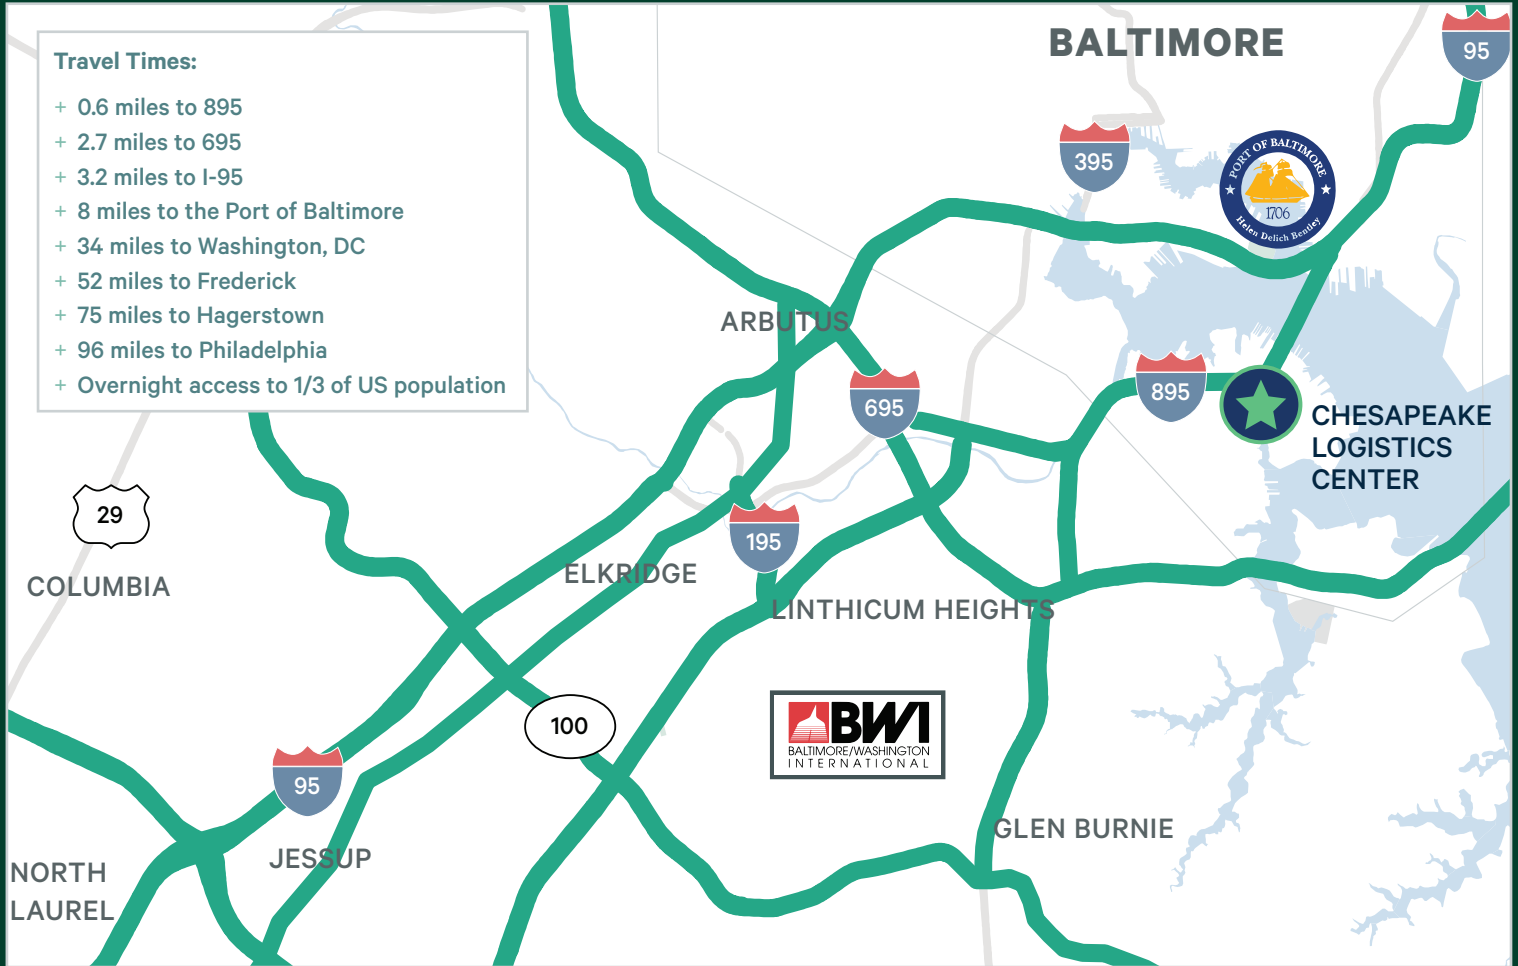 Travel Times:
+ 0.6 miles to 895
+ 2.7 miles to 695
+ 3.2 miles to I-95
+ 8 miles to the Port of Baltimore
+ 34 miles to Washington, DC
+ 52 miles to Frederick
+ 75 miles to Hagerstown
+ 96 miles to Philadelphia
+ Overnight access to 1/3 of US population
BALTIMORE
95
395
PORT OF BALTIMORE
1706
Helen Delich Bentley
ARBUTUS
695
895
CHESAPEAKE
LOGISTICS
CENTER
29
COLUMBIA
195
ELKRIDGE
LINTHICUM HEIGHTS
100
BWI
BALTIMORE/WASHINGTON
INTERNATIONAL
95
GLEN BURNIE
JESSUP
NORTH
LAUREL